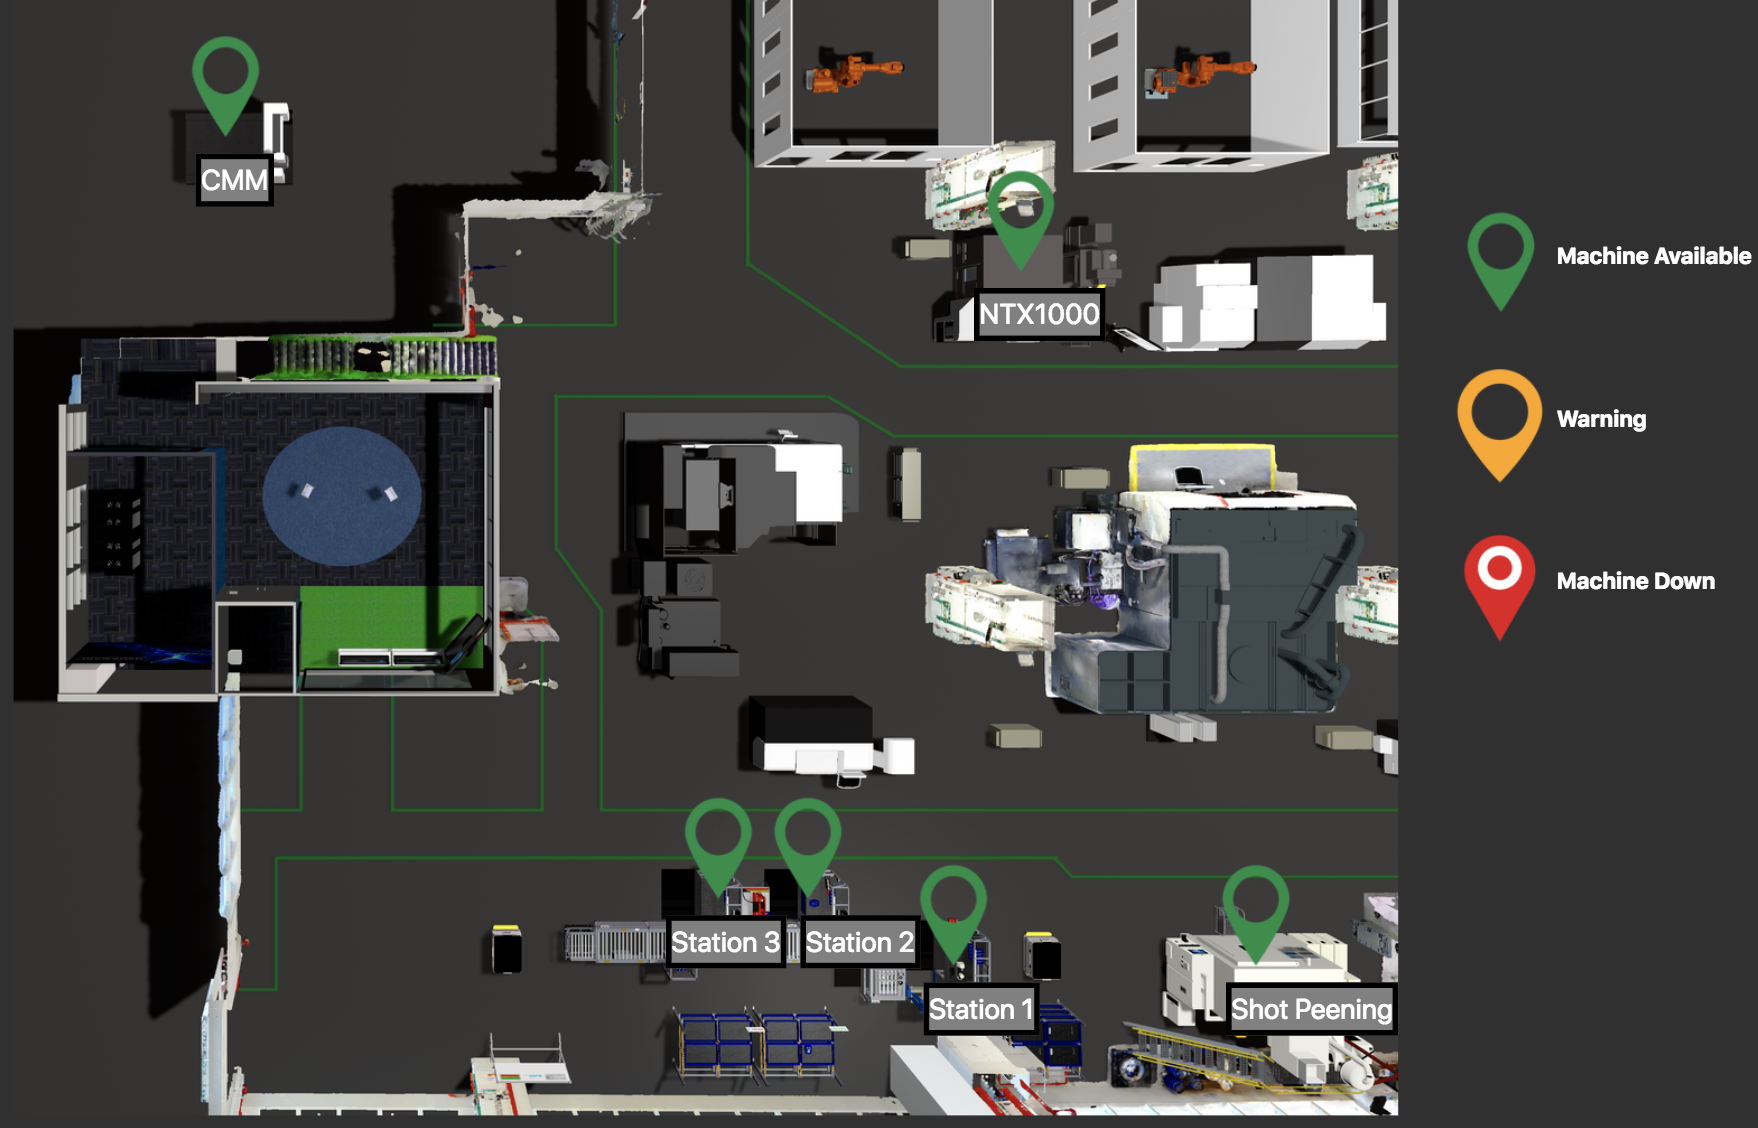 CMM
NTX1000
Machine Available
Warning
Machine Down
Station 3
Station 2
Station 1
Shot Peening